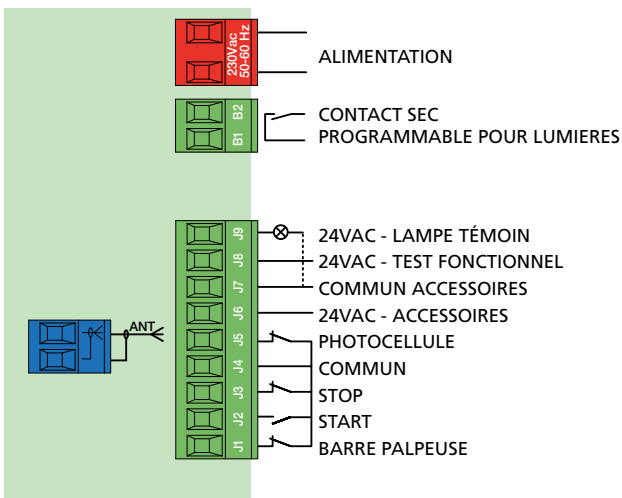 230Vac
50-60 Hz
ALIMENTATION
B2
CONTACT SEC
B1
PROGRAMMABLE POUR LUMIERES
J9
24VAC - LAMPE TÉMOIN
J8
24VAC - TEST FONCTIONNEL
J7
COMMUN ACCESSOIRES
J6
24VAC - ACCESSOIRES
ANT
J5
PHOTOCELLULE
J4
COMMUN
J3
STOP
J2
START
J1
BARRE PALPEUSE